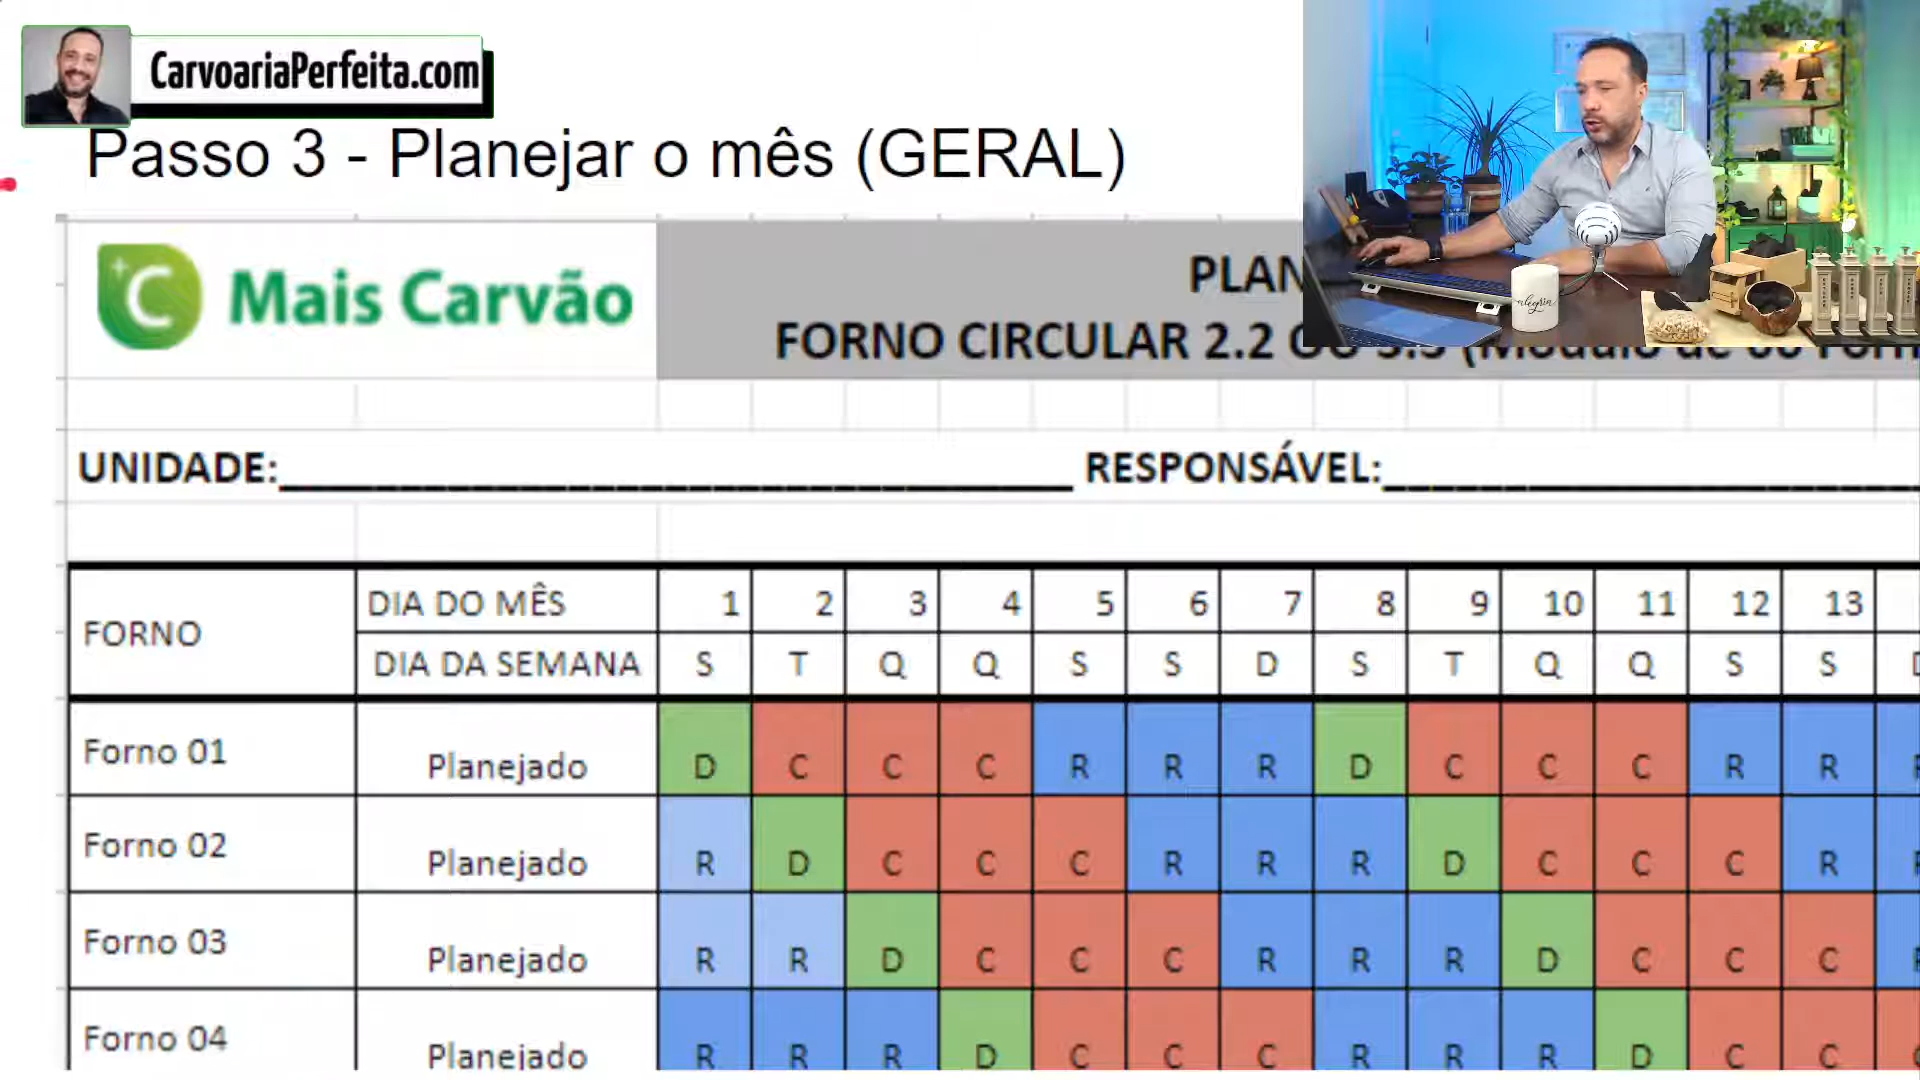 CarvoariaPerfeita.com
Passo 3 - Planejar o mês (GERAL)
C Mais Carvão
FORNO CIRCULAR 2.2
UNIDADE: RESPONSÁVEL:
FORNO DIA DO MÊS 1 2 3 4 5 6 7 8 9 10 11 12 13
DIA DA SEMANA S T Q Q S S D S T Q Q S S
Forno 01 Planejado D C C C R R R D C C C R R
Forno 02 Planejado R D C C C R R R D C C C R
Forno 03 Planejado R R D C C C R R R D C C C
Forno 04 Planejado R R R D C C C R R R D C C
alegria